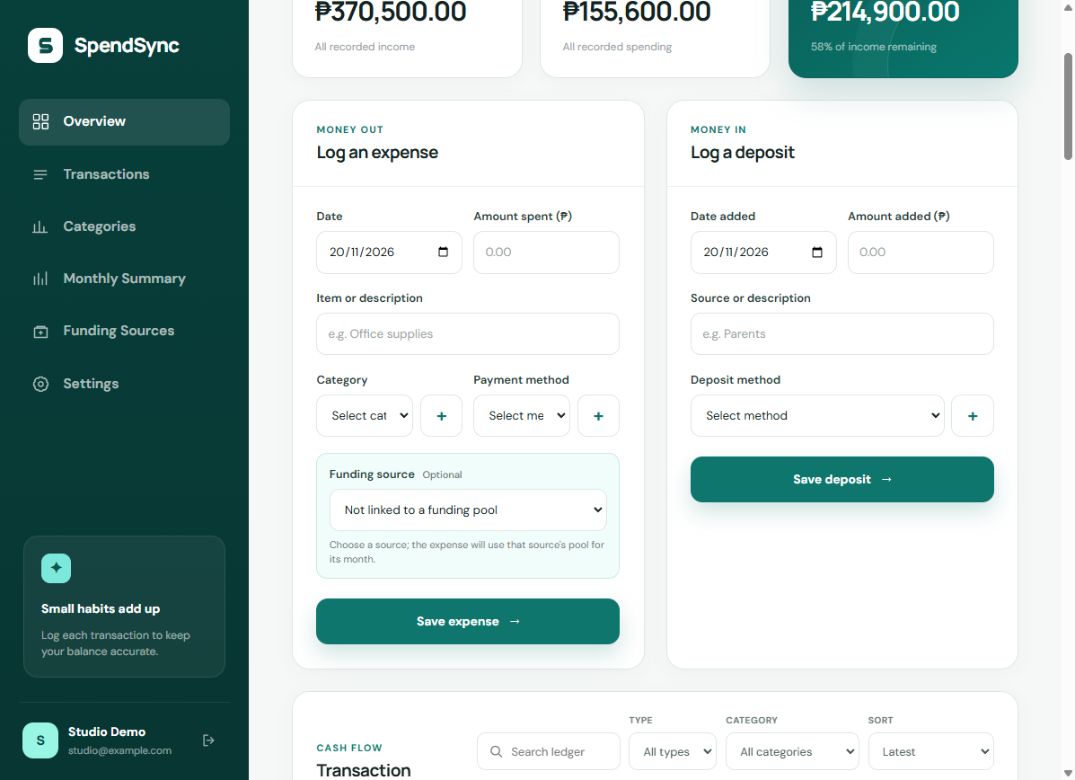 S SpendSync
Overview
Transactions
Categories
Monthly Summary
Funding Sources
Settings
Small habits add up
Log each transaction to keep
your balance accurate.
S
Studio Demo
studio@example.com
₱370,500.00
All recorded income
₱155,600.00
All recorded spending
₱214,900.00
58% of income remaining
MONEY OUT
Log an expense
Date
20/11/2026
Amount spent (₱)
0.00
Item or description
e.g. Office supplies
Category
Select cat
+
Payment method
Select me
+
Funding source Optional
Not linked to a funding pool
Choose a source; the expense will use that source's pool for
its month.
Save expense →
MONEY IN
Log a deposit
Date added
20/11/2026
Amount added (₱)
0.00
Source or description
e.g. Parents
Deposit method
Select method
+
Save deposit →
CASH FLOW
Transaction
Search ledger
TYPE
All types
CATEGORY
All categories
SORT
Latest